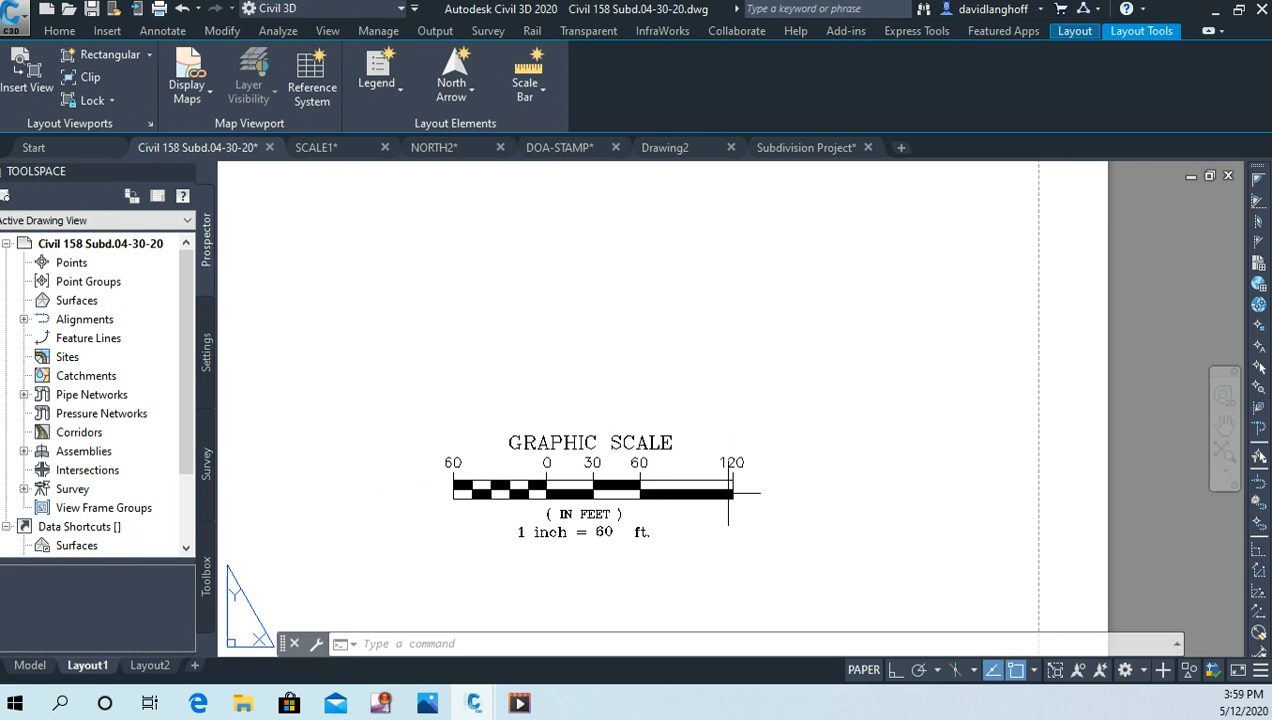 Civil 3D
Autodesk Civil 3D 2020 Civil 158 Subd.04-30-20.dwg
Type a keyword or phrase
davidlanghoff
C3D
Home Insert Annotate Modify Analyze View Manage Output Survey Rail Transparent InfraWorks Collaborate Help Add-ins Express Tools Featured Apps Layout Layout Tools
Insert View
Rectangular
Clip
Lock
Display
Maps
Layer
Visibility
Reference
System
Legend
North
Arrow
Scale
Bar
Layout Viewports
Map Viewport
Layout Elements
Start Civil 158 Subd.04-30-20* SCALE1* NORTH2* DOA-STAMP* Drawing2 Subdivision Project*
TOOLSPACE
Active Drawing View
Civil 158 Subd.04-30-20
Points
Point Groups
Surfaces
Alignments
Feature Lines
Sites
Catchments
Pipe Networks
Pressure Networks
Corridors
Assemblies
Intersections
Survey
View Frame Groups
Data Shortcuts []
Surfaces
Prospector
Settings
Survey
Toolbox
GRAPHIC SCALE
60 0 30 60 120
( IN FEET )
1 inch = 60 ft.
Y
X
Type a command
Model Layout1 Layout2
PAPER
3:59 PM
5/12/2020